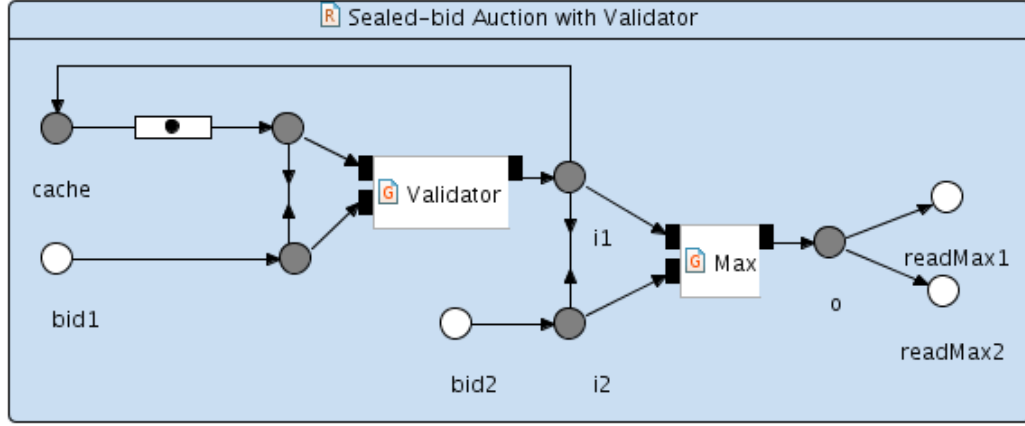 R Sealed-bid Auction with Validator
cache
G Validator
i1
readMax1
G Max
bid1
o
readMax2
bid2
i2